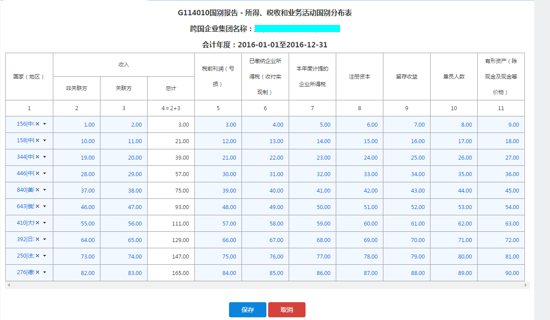 G114010国别报告 - 所得、税收和业务活动国别分布表
跨国企业集团名称：
会计年度：2016-01-01至2016-12-31
国家（地区） 收入 税前利润（亏损） 已缴纳企业所得税（收付实现制） 本年度计提的企业所得税 注册资本 留存收益 雇员人数 有形资产（除现金及现金等价物）
非关联方 关联方 总计
1 2 3 4=2+3 5 6 7 8 9 10 11
156|中 × 1.00 2.00 3.00 3.00 4.00 5.00 6.00 7.00 8.00 9.00
158|中 × 10.00 11.00 21.00 12.00 13.00 14.00 15.00 16.00 17.00 18.00
344|中 × 19.00 20.00 39.00 21.00 22.00 23.00 24.00 25.00 26.00 27.00
446|中 × 28.00 29.00 57.00 30.00 31.00 32.00 33.00 34.00 35.00 36.00
840|美 × 37.00 38.00 75.00 39.00 40.00 41.00 42.00 43.00 44.00 45.00
643|俄 × 46.00 47.00 93.00 48.00 49.00 50.00 51.00 52.00 53.00 54.00
410|大 × 55.00 56.00 111.00 57.00 58.00 59.00 60.00 61.00 62.00 63.00
392|日 × 64.00 65.00 129.00 66.00 67.00 68.00 69.00 70.00 71.00 72.00
250|法 × 73.00 74.00 147.00 75.00 76.00 77.00 78.00 79.00 80.00 81.00
276|德 × 82.00 83.00 165.00 84.00 85.00 86.00 87.00 88.00 89.00 90.00
保存 取消